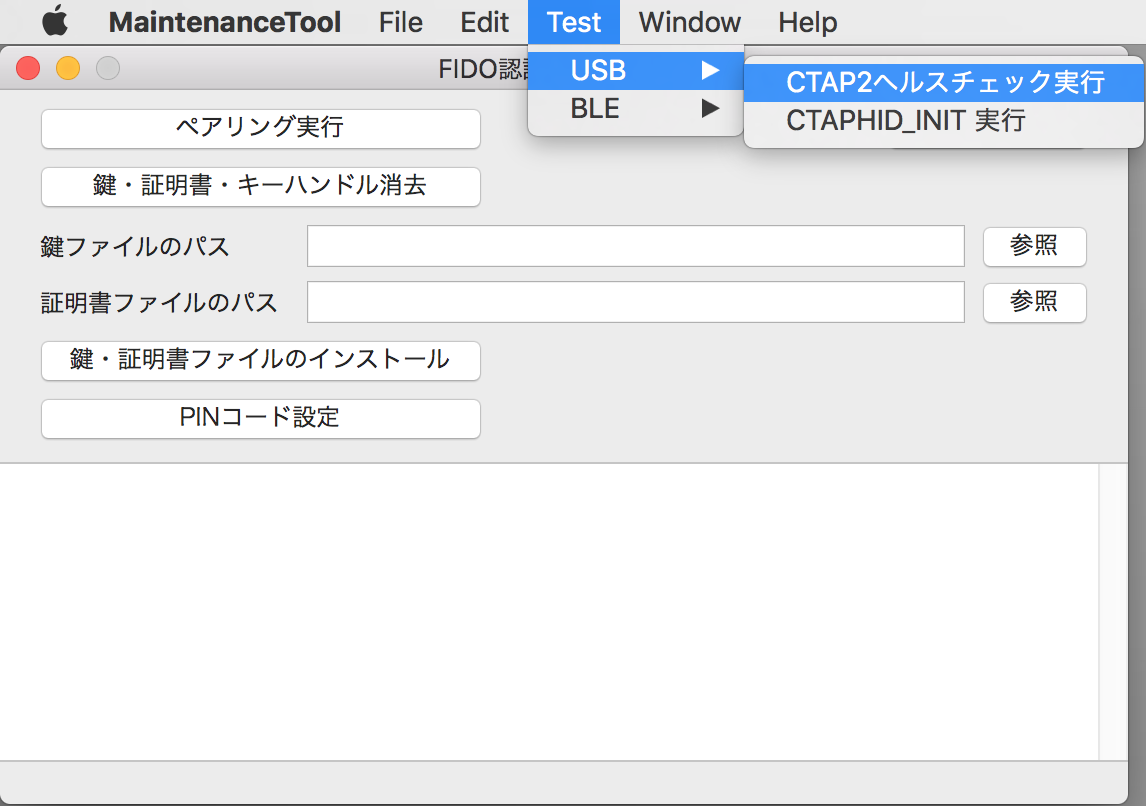 MaintenanceTool File Edit Test Window Help
FIDO認
USB
CTAP2ヘルスチェック実行
BLE
CTAPHID_INIT 実行
ペアリング実行
鍵・証明書・キーハンドル消去
鍵ファイルのパス 参照
証明書ファイルのパス 参照
鍵・証明書ファイルのインストール
PINコード設定